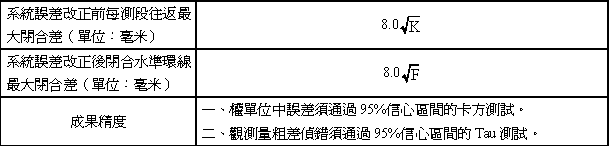 系統誤差改正前每測段往返最
大閉合差（單位：毫米）
8.0√K
系統誤差改正後閉合水準環線
最大閉合差（單位：毫米）
8.0√F
成果精度
一、權單位中誤差須通過 95%信心區間的卡方測試。
二、觀測量粗差偵錯須通過 95%信心區間的 Tau 測試。